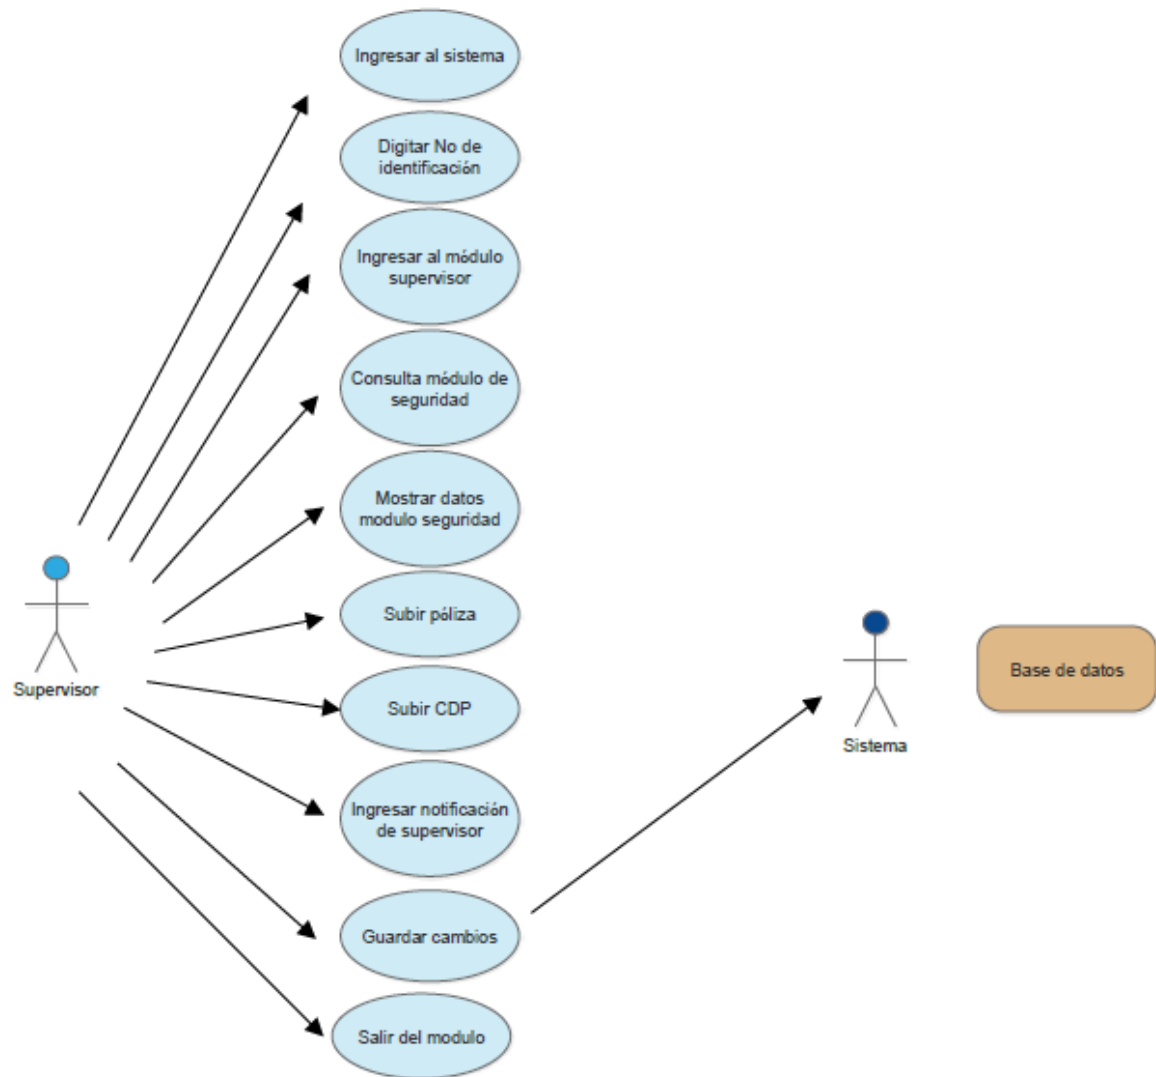 Ingresar al sistema
Digitar No de
identificación
Ingresar al módulo
supervisor
Consulta módulo de
seguridad
Mostrar datos
modulo seguridad
Subir póliza
Supervisor
Subir CDP
Base de datos
Sistema
Ingresar notificación
de supervisor
Guardar cambios
Salir del modulo